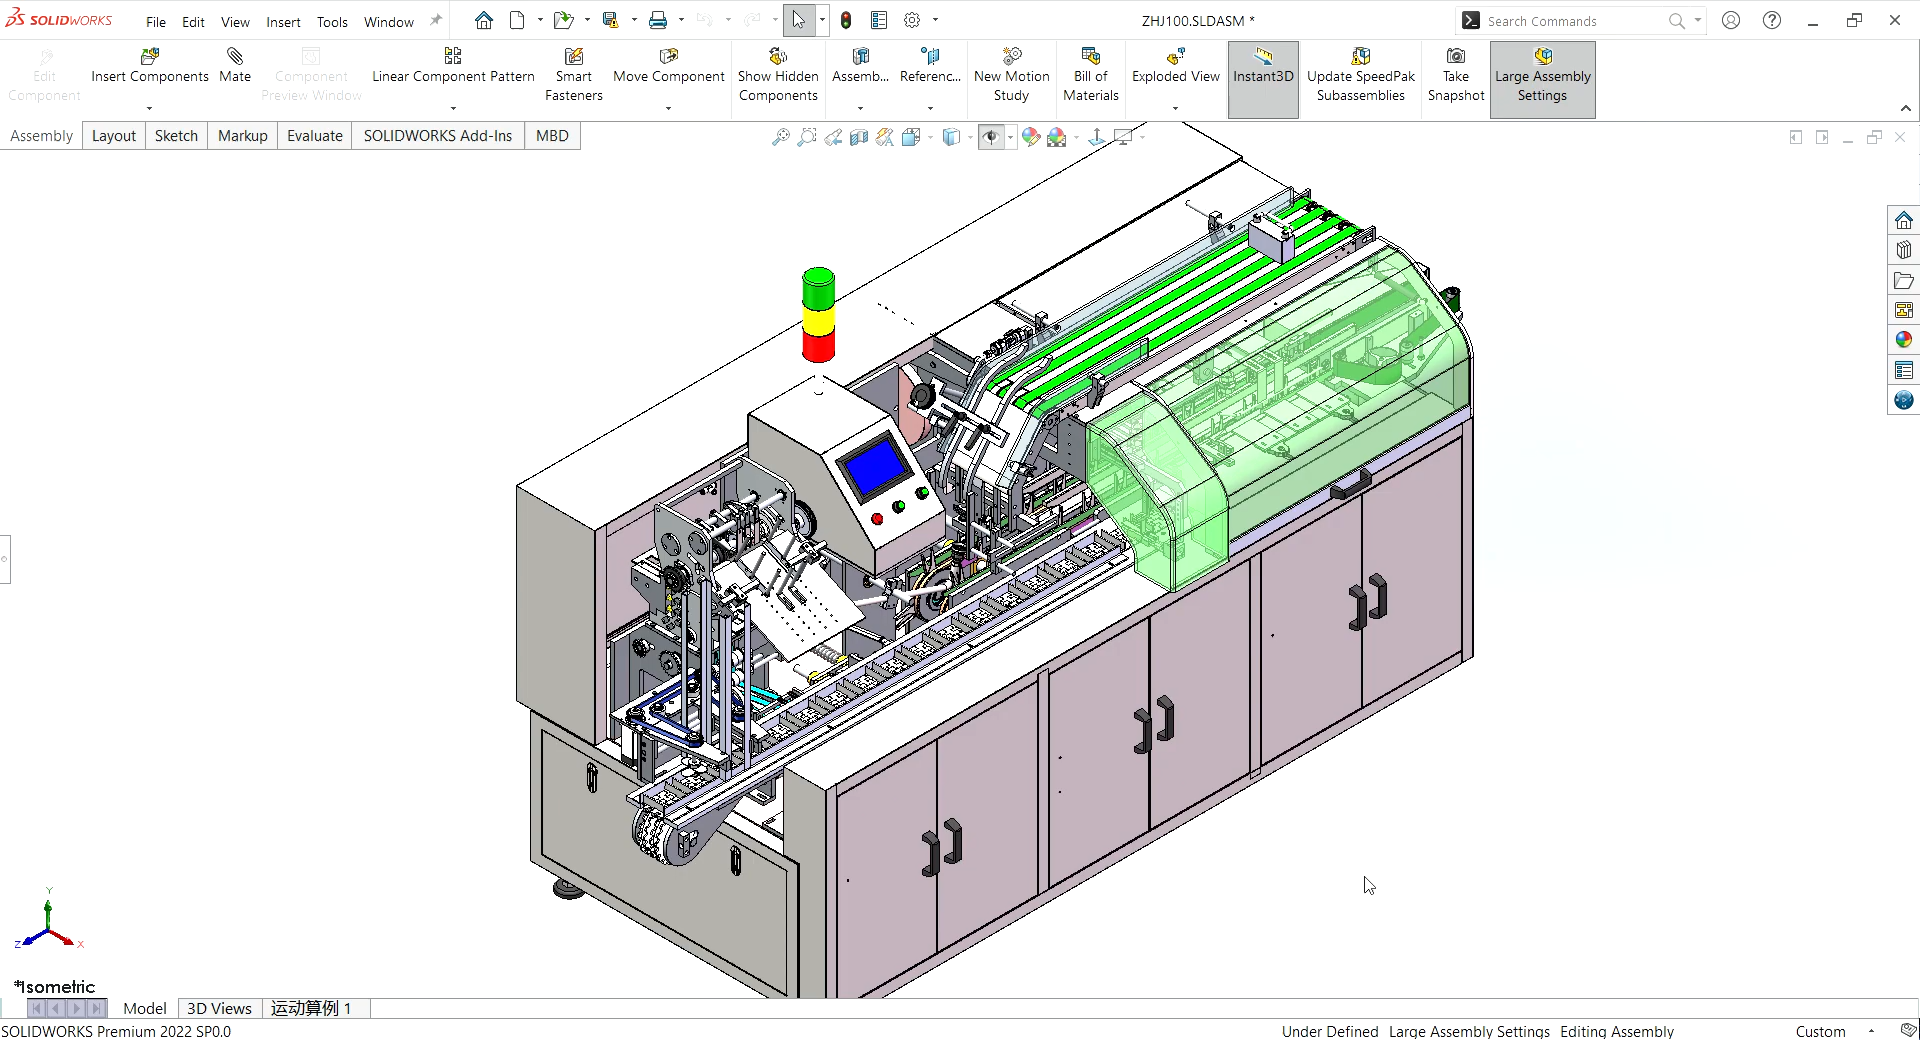 SOLIDWORKS File Edit View Insert Tools Window ZHJ100.SLDASM * Search Commands
Edit Component
Insert Components
Mate
Component Preview Window
Linear Component Pattern
Smart Fasteners
Move Component
Show Hidden Components
Assemb...
Referenc...
New Motion Study
Bill of Materials
Exploded View
Instant3D
Update SpeedPak Subassemblies
Take Snapshot
Large Assembly Settings
Assembly Layout Sketch Markup Evaluate SOLIDWORKS Add-Ins MBD
Y
Z X
*Isometric
Model 3D Views 运动算例 1
SOLIDWORKS Premium 2022 SP0.0 Under Defined Large Assembly Settings Editing Assembly Custom